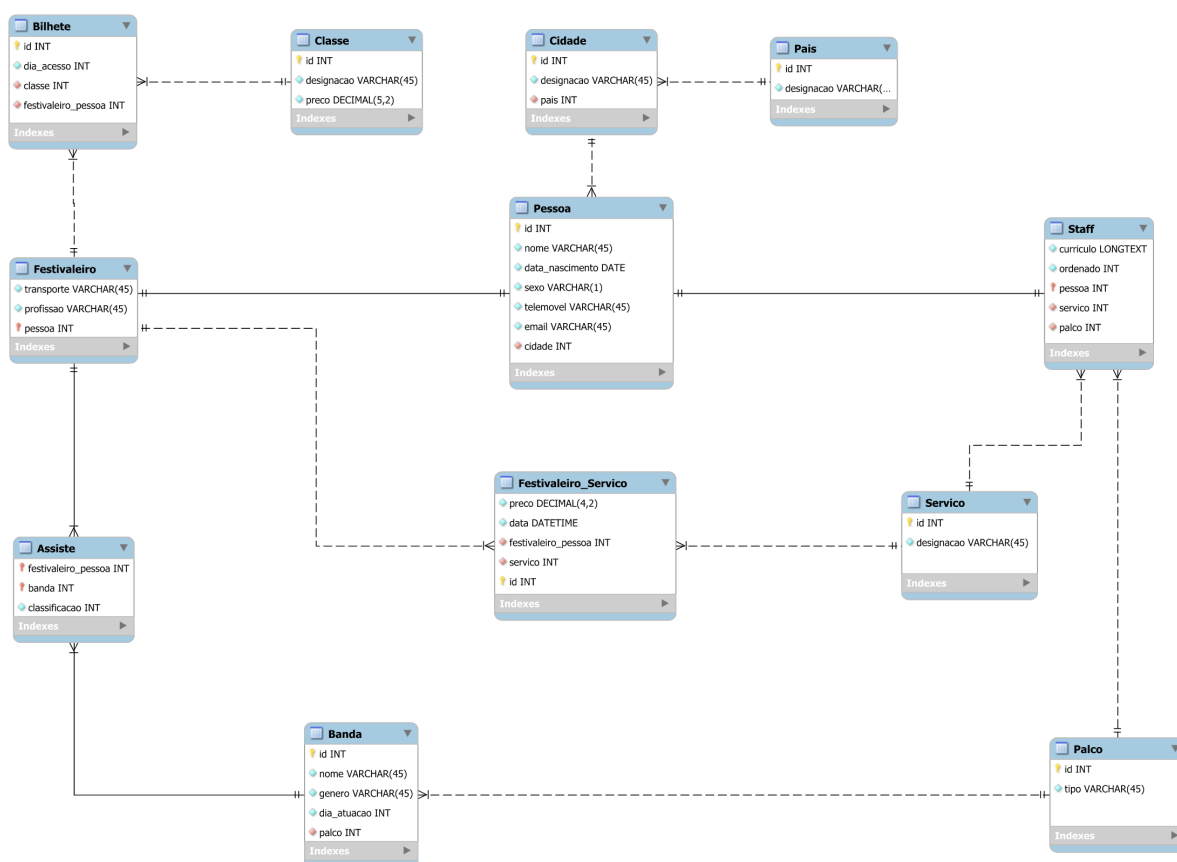 Bilhete
id INT
dia_acesso INT
classe INT
festivaleiro_pessoa INT
Indexes
Classe
id INT
designacao VARCHAR(45)
preco DECIMAL(5,2)
Indexes
Cidade
id INT
designacao VARCHAR(45)
pais INT
Indexes
Pais
id INT
designacao VARCHAR(...
Indexes
Festivaleiro
transporte VARCHAR(45)
profissao VARCHAR(45)
pessoa INT
Indexes
Pessoa
id INT
nome VARCHAR(45)
data_nascimento DATE
sexo VARCHAR(1)
telemovel VARCHAR(45)
email VARCHAR(45)
cidade INT
Indexes
Staff
curriculo LONGTEXT
ordenado INT
pessoa INT
servico INT
palco INT
Indexes
Festivaleiro_Servico
preco DECIMAL(4,2)
data DATETIME
festivaleiro_pessoa INT
servico INT
id INT
Indexes
Servico
id INT
designacao VARCHAR(45)
Indexes
Assiste
festivaleiro_pessoa INT
banda INT
classificacao INT
Indexes
Banda
id INT
nome VARCHAR(45)
genero VARCHAR(45)
dia_atuacao INT
palco INT
Indexes
Palco
id INT
tipo VARCHAR(45)
Indexes